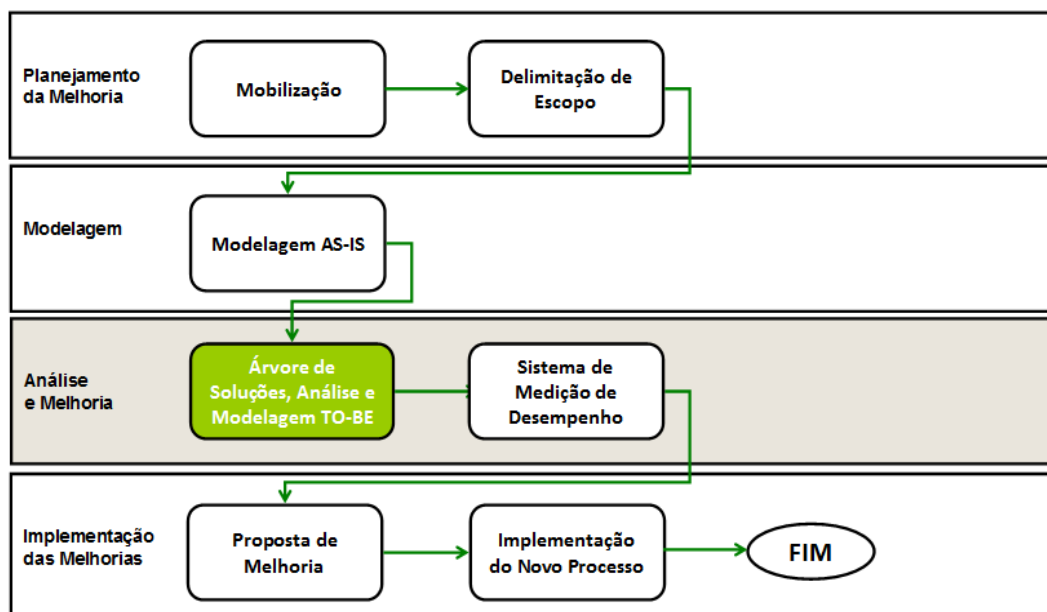 Planejamento
da Melhoria
Mobilização
Delimitação de
Escopo
Modelagem
Modelagem AS-IS
Análise
e Melhoria
Árvore de
Soluções, Análise e
Modelagem TO-BE
Sistema de
Medição de
Desempenho
Implementação
das Melhorias
Proposta de
Melhoria
Implementação
do Novo Processo
FIM